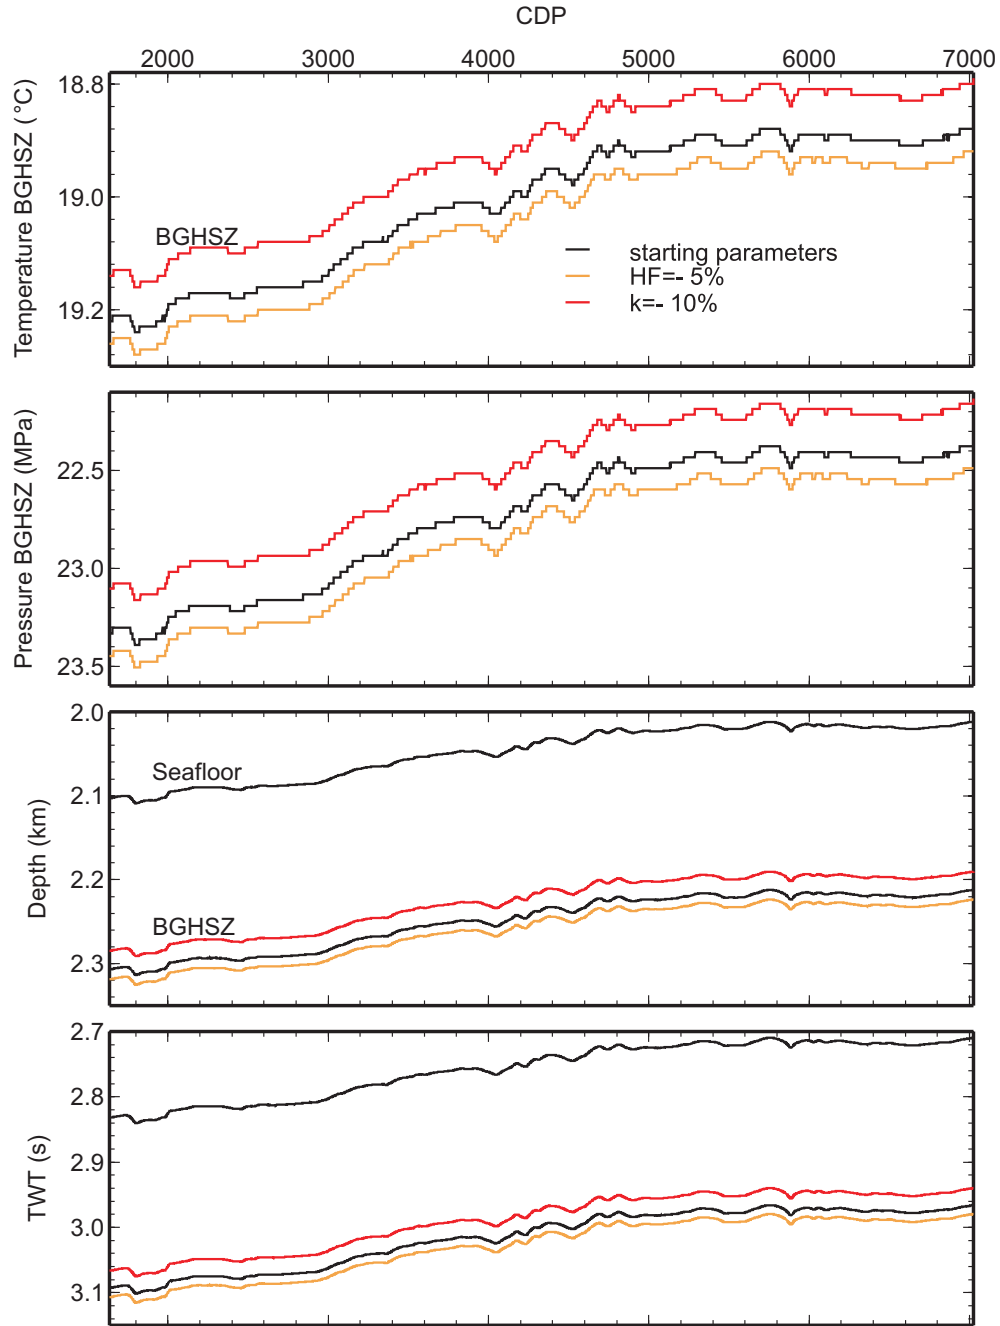 CDP
2000 3000 4000 5000 6000 7000
Temperature BGHSZ (°C)
18.8
19.0
19.2
BGHSZ
starting parameters
HF=- 5%
k=- 10%
Pressure BGHSZ (MPa)
22.5
23.0
23.5
Depth (km)
2.0
2.1
2.2
2.3
Seafloor
BGHSZ
TWT (s)
2.7
2.8
2.9
3.0
3.1